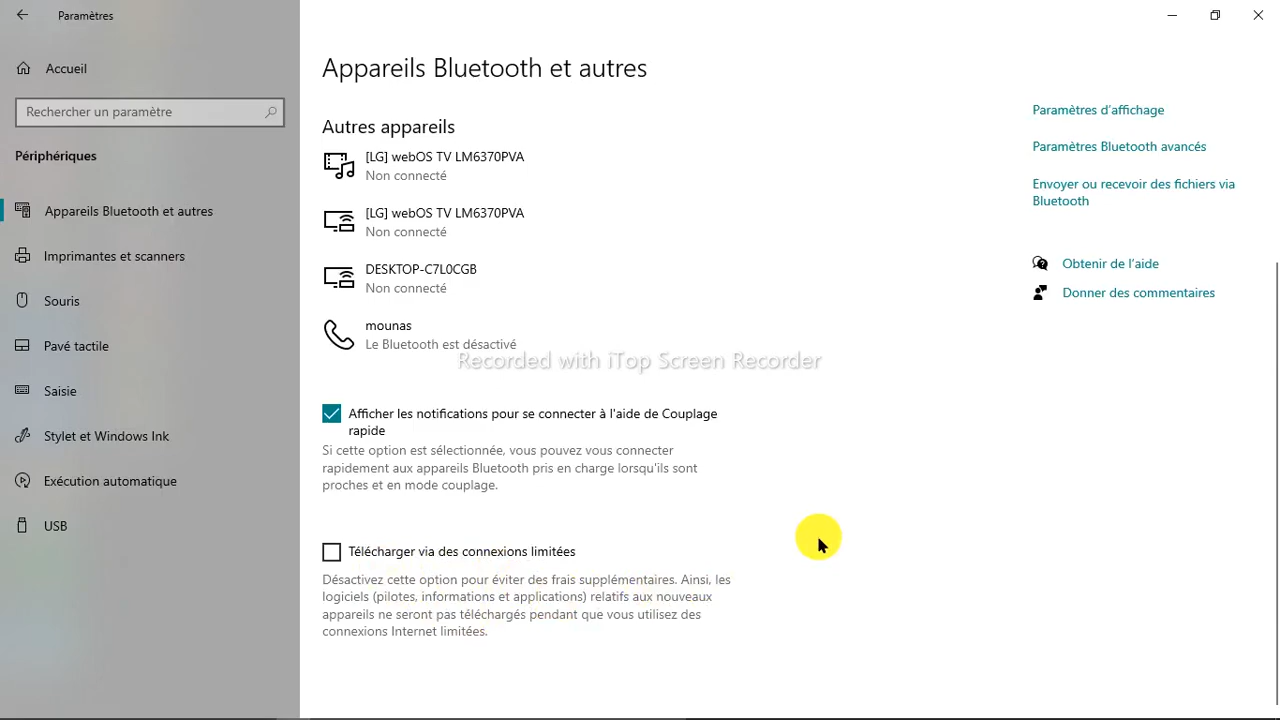 Paramètres
Accueil
Rechercher un paramètre
Périphériques
Appareils Bluetooth et autres
Imprimantes et scanners
Souris
Pavé tactile
Saisie
Stylet et Windows Ink
Exécution automatique
USB
Appareils Bluetooth et autres
Autres appareils
[LG] webOS TV LM6370PVA
Non connecté
[LG] webOS TV LM6370PVA
Non connecté
DESKTOP-C7L0CGB
Non connecté
mounas
Le Bluetooth est désactivé
Recorded with iTop Screen Recorder
Afficher les notifications pour se connecter à l'aide de Couplage
rapide
Si cette option est sélectionnée, vous pouvez vous connecter
rapidement aux appareils Bluetooth pris en charge lorsqu'ils sont
proches et en mode couplage.
Télécharger via des connexions limitées
Désactivez cette option pour éviter des frais supplémentaires. Ainsi, les
logiciels (pilotes, informations et applications) relatifs aux nouveaux
appareils ne seront pas téléchargés pendant que vous utilisez des
connexions Internet limitées.
Paramètres d'affichage
Paramètres Bluetooth avancés
Envoyer ou recevoir des fichiers via
Bluetooth
Obtenir de l'aide
Donner des commentaires